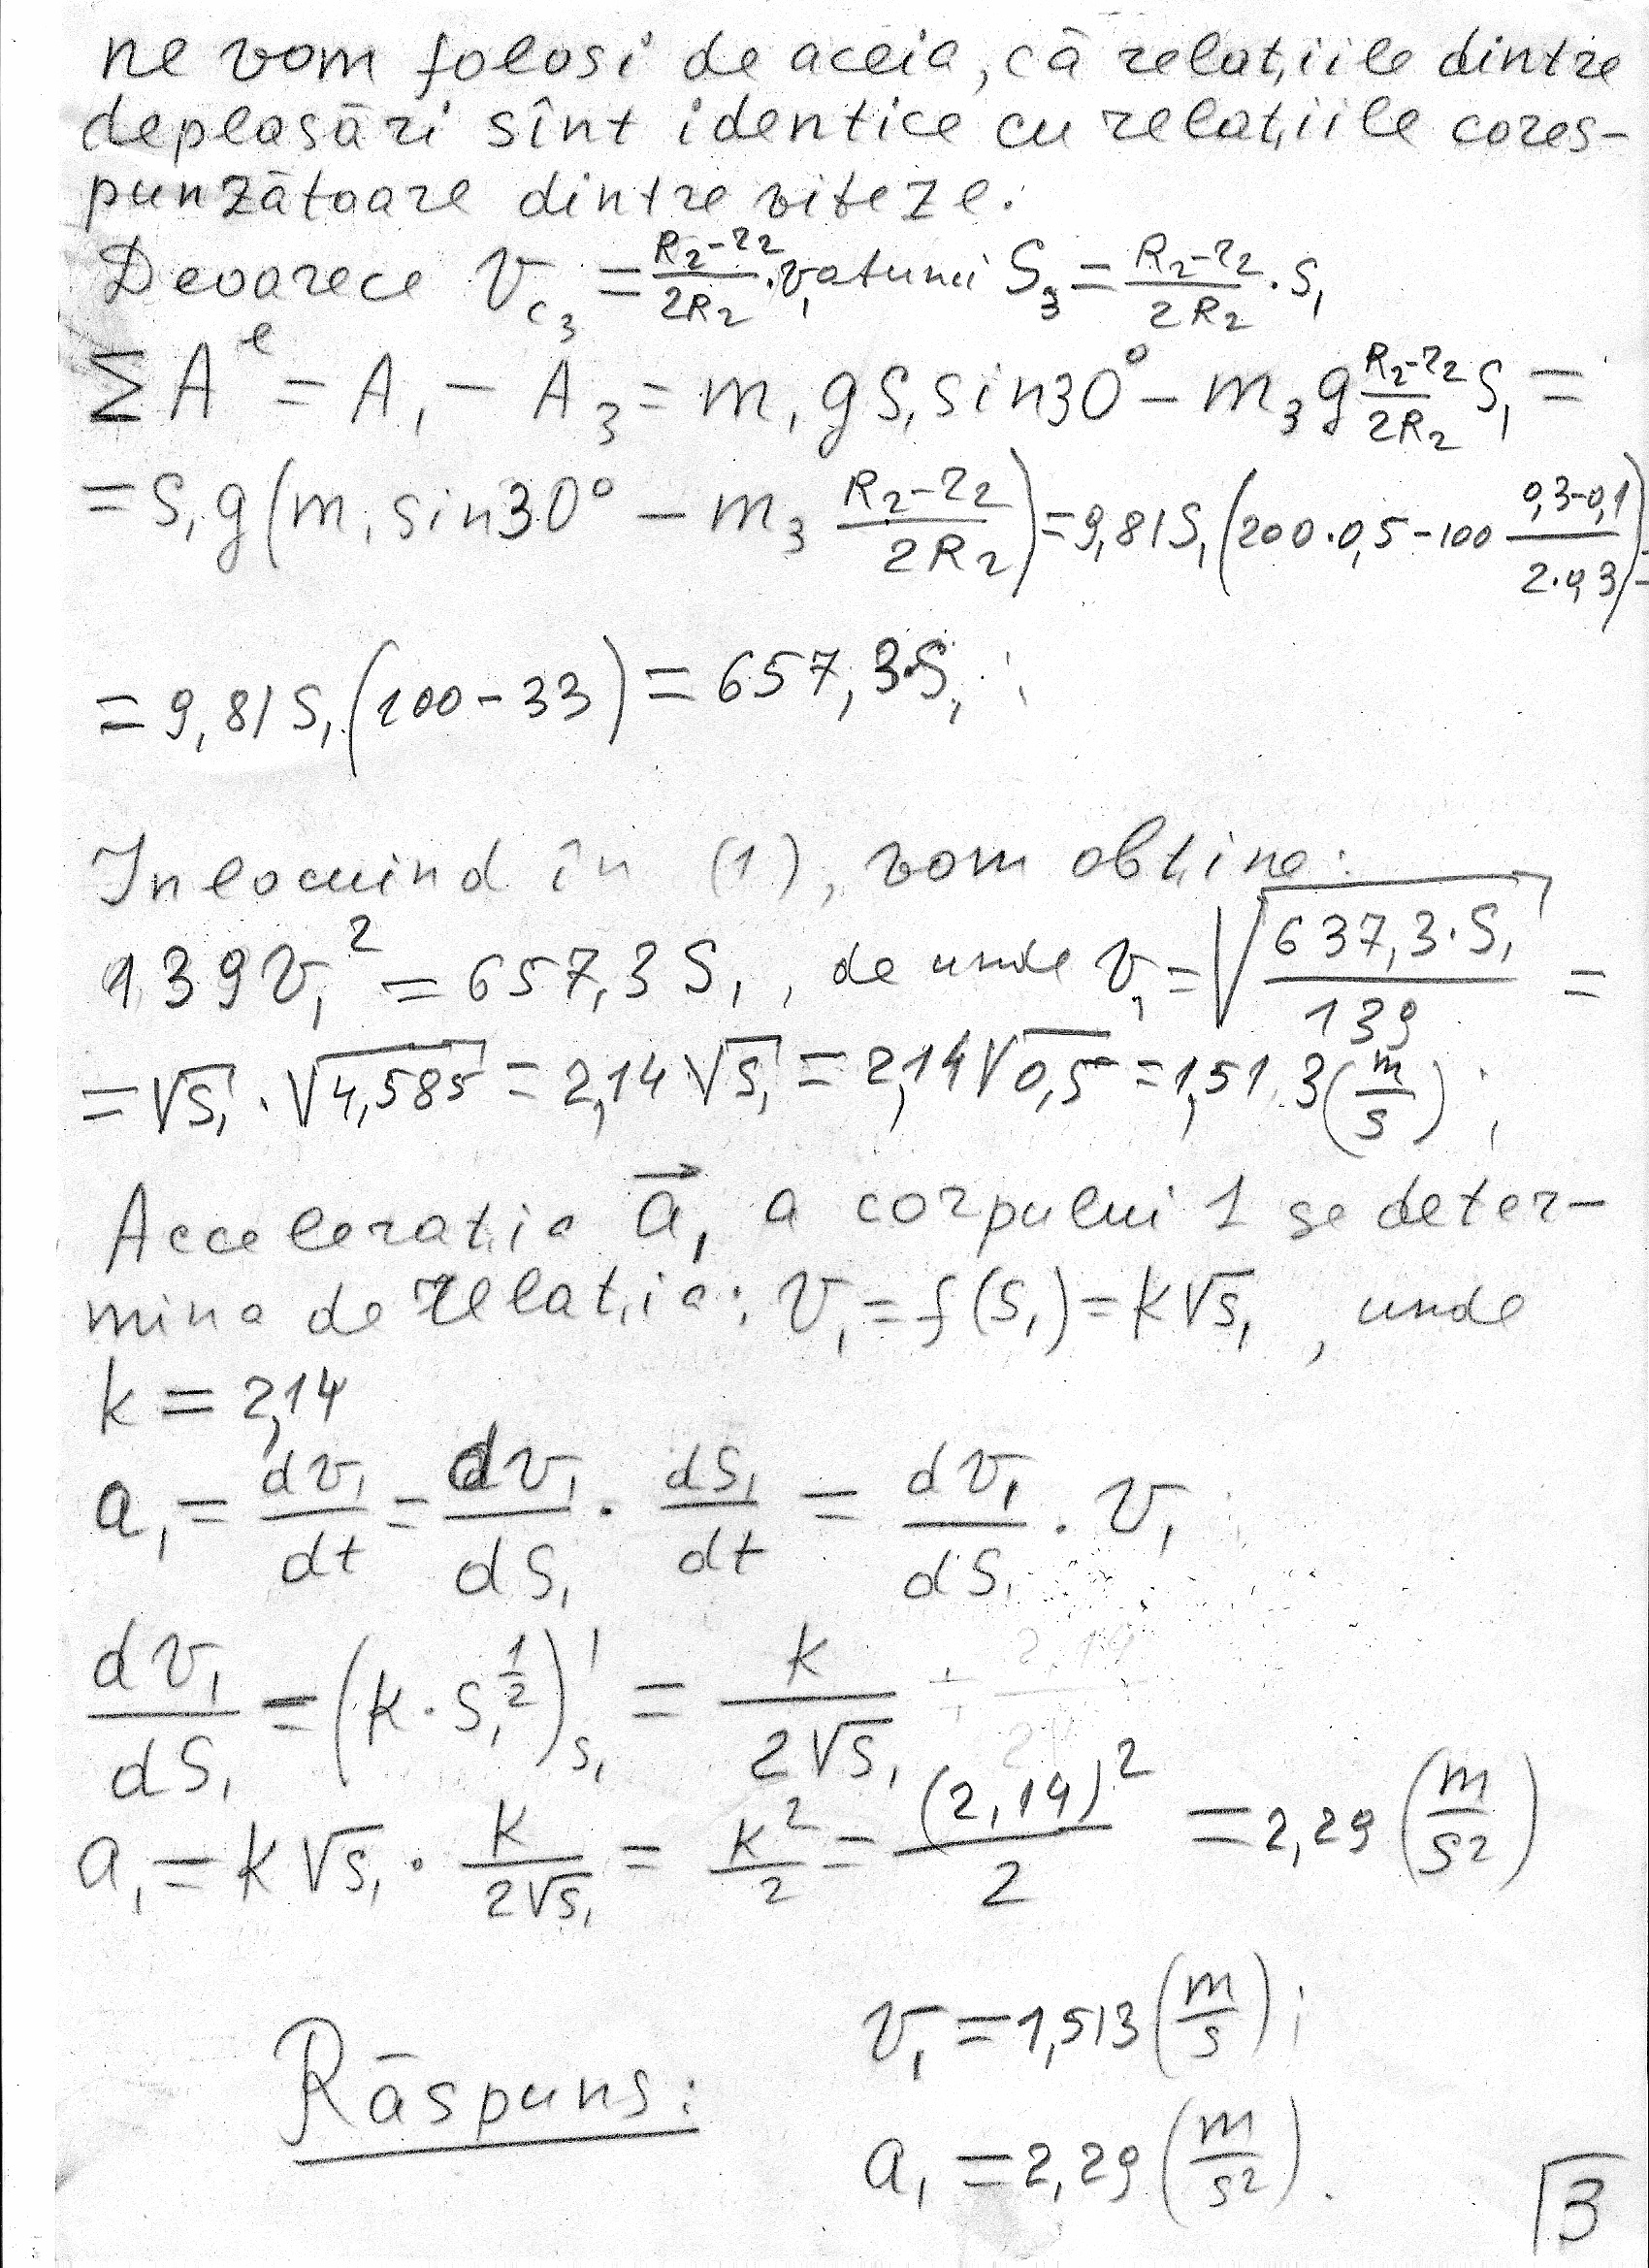 ne vom folosi de aceia, că relațiile dintre
deplasări sînt identice cu relațiile cores-
punzătoare dintre viteze.
Deoarece V_{c_3} = \frac{R_2-r_2}{2R_2} \cdot v_1 atunci S_3 = \frac{R_2-r_2}{2R_2} \cdot S_1
\sum A^e = A_1 - A_3 = m_1 g S_1 sin30° - m_3 g \frac{R_2-r_2}{2R_2} S_1 =
= S_1 g (m_1 sin30° - m_3 \frac{R_2-r_2}{2R_2}) = 9,81 S_1 (200 \cdot 0,5 - 100 \frac{0,3-0,1}{2 \cdot 0,3}) =
= 9,81 S_1 (100 - 33) = 657,3 \cdot S_1 ;
Inlocuind în (1), vom obține:
139 v_1^2 = 657,3 S_1 , de unde v_1 = \sqrt{\frac{637,3 \cdot S_1}{139}} =
= \sqrt{S_1} \cdot \sqrt{4,585} = 2,14 \sqrt{S_1} = 2,14 \sqrt{0,5} = 1,513 (\frac{m}{s}) ;
Accelerația \vec{a}_1 a corpului 1 se deter-
mina de relația: v_1 = f(S_1) = k\sqrt{S_1} , unde
k = 2,14
a_1 = \frac{dv_1}{dt} = \frac{dv_1}{dS_1} \cdot \frac{dS_1}{dt} = \frac{dv_1}{dS_1} \cdot v_1 ;
\frac{dv_1}{dS_1} = (k \cdot S_1^{\frac{1}{2}})'_{S_1} = \frac{k}{2\sqrt{S_1}}
a_1 = k\sqrt{S_1} \cdot \frac{k}{2\sqrt{S_1}} = \frac{k^2}{2} = \frac{(2,14)^2}{2} = 2,29 (\frac{m}{s^2})
v_1 = 1,513 (\frac{m}{s}) ;
Răspuns:
a_1 = 2,29 (\frac{m}{s^2}).
3